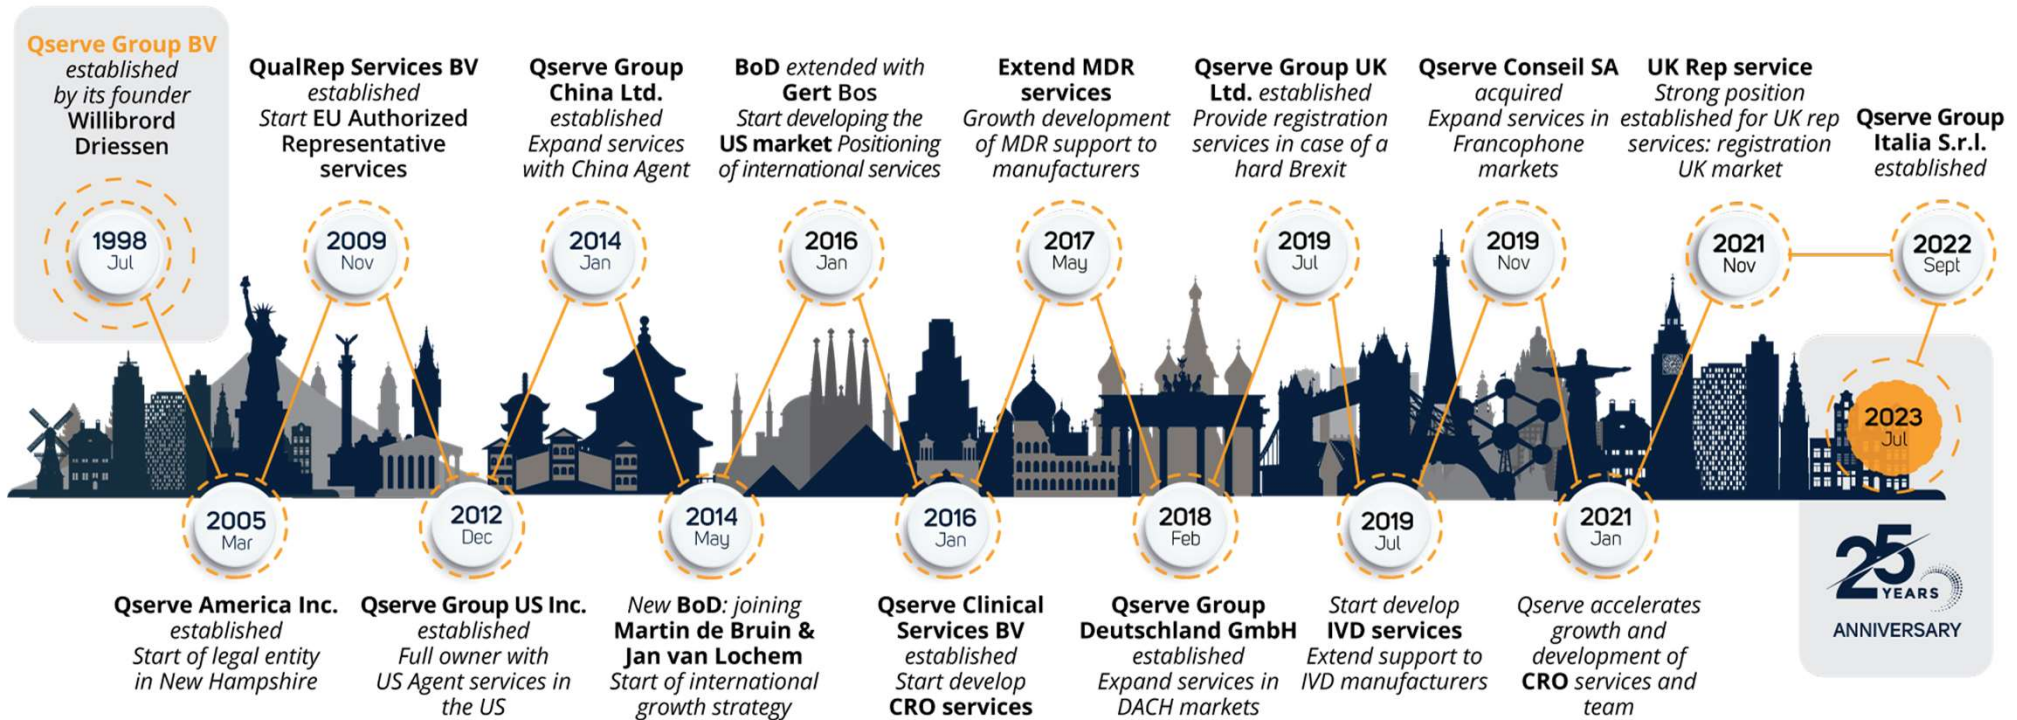 Qserve Group BV
established
by its founder
Willibrord
Driessen
1998
Jul
2005
Mar
Qserve America Inc.
established
Start of legal entity
in New Hampshire
QualRep Services BV
established
Start EU Authorized
Representative
services
2009
Nov
2012
Dec
Qserve Group US Inc.
established
Full owner with
US Agent services in
the US
Qserve Group
China Ltd.
established
Expand services
with China Agent
2014
Jan
2014
May
New BoD: joining
Martin de Bruin &
Jan van Lochem
Start of international
growth strategy
BoD extended with
Gert Bos
Start developing the
US market Positioning
of international services
2016
Jan
2016
Jan
Qserve Clinical
Services BV
established
Start develop
CRO services
Extend MDR
services
Growth development
of MDR support to
manufacturers
2017
May
2018
Feb
Qserve Group
Deutschland GmbH
established
Expand services in
DACH markets
Qserve Group UK
Ltd. established
Provide registration
services in case of a
hard Brexit
2019
Jul
2019
Jul
Start develop
IVD services
Extend support to
IVD manufacturers
Qserve Conseil SA
acquired
Expand services in
Francophone
markets
2019
Nov
2021
Jan
Qserve accelerates
growth and
development of
CRO services and
team
UK Rep service
Strong position
established for UK rep
services: registration
UK market
2021
Nov
Qserve Group
Italia S.r.l.
established
2022
Sept
2023
Jul
25
YEARS
ANNIVERSARY